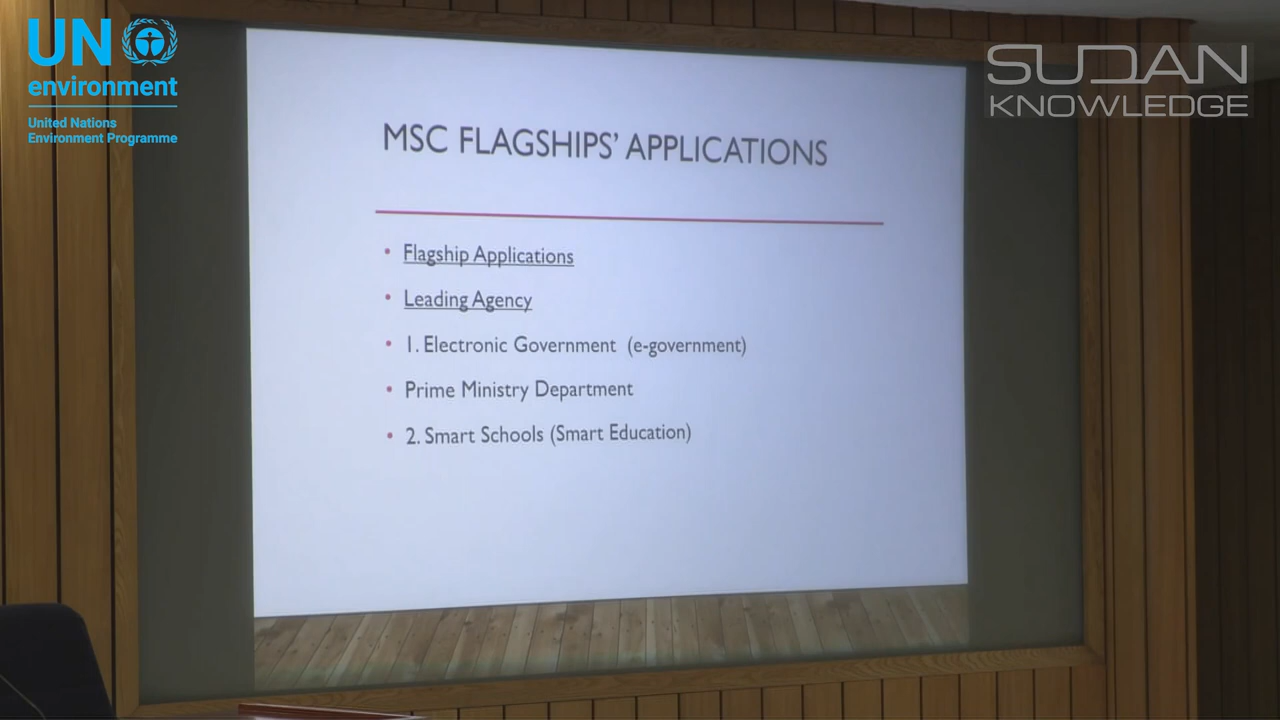 UN
environment
United Nations
Environment Programme
SUDAN
KNOWLEDGE
MSC FLAGSHIPS' APPLICATIONS
• Flagship Applications
• Leading Agency
• 1. Electronic Government (e-government)
• Prime Ministry Department
• 2. Smart Schools (Smart Education)